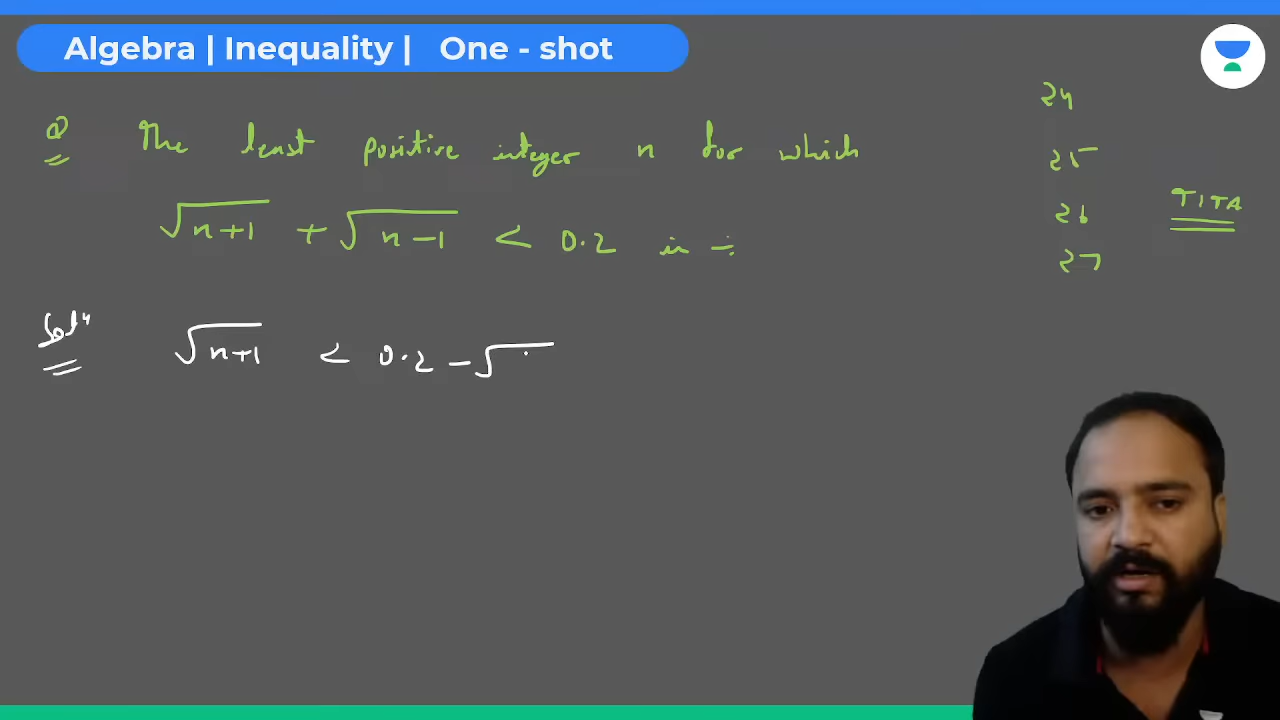 Algebra | Inequality | One - shot
Q The least positive integer n for which
√n+1 + √n-1 < 0.2 is ÷
Solⁿ √n+1 < 0.2 - √
24
25
26
27
TITA